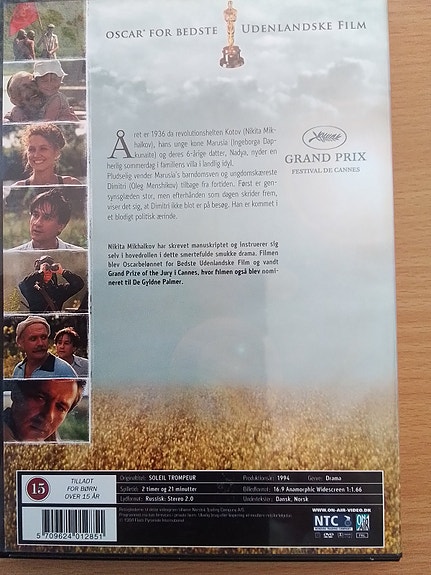 OSCAR® FOR BEDSTE UDENLANDSKE FILM
Året er 1936 da revolutionshelten Kotov (Nikita Mik-
halkov), hans unge kone Marusia (Ingeborga Dap-
kunaite) og deres 6-årige datter, Nadya, nyder en
herlig sommerdag i familiens villa i landlig idyl.
Pludselig vender Marusia's barndomsven og ungdomskæreste
Dimitri (Oleg Menshikov) tilbage fra fortiden. Først er gen-
synsglæden stor, men efterhånden som dagen skrider frem,
viser det sig, at Dimitri ikke blot er på besøg. Han er kommet i
et blodigt politisk ærinde.
FESTIVAL DE CANNES
GRAND PRIX
FESTIVAL DE CANNES
Nikita Mikhalkov har skrevet manuskriptet og instruerer sig
selv i hovedrollen i dette smertefulde smukke drama. Filmen
blev Oscarbelønnet for Bedste Udenlandske Film og vandt
Grand Prize of the Jury i Cannes, hvor filmen også blev nomi-
neret til De Gyldne Palmer.
15
TILLADT
FOR BØRN
OVER 15 ÅR
Originaltitel: SOLEIL TROMPEUR
Produktionsår: 1994
Genre: Drama
Spilletid: 2 timer og 21 minutter
Billedformat: 16.9 Anamorphic Widescreen 1:1.66
Lydformat: Russisk: Stereo 2.0
Undertekster: Dansk, Norsk
5 709624 012851
WWW.ON-AIR-VIDEO.DK
NTC
DVD
PAL